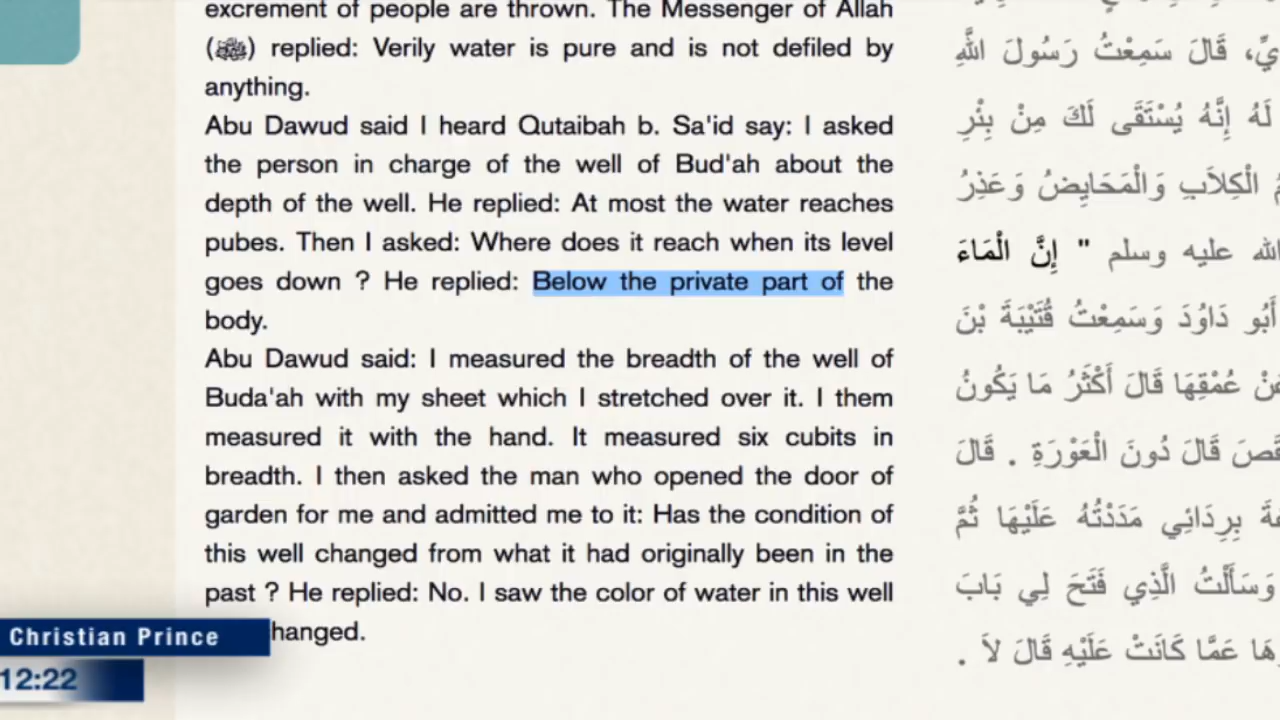 excrement of people are thrown. The Messenger of Allah
(ﷺ) replied: Verily water is pure and is not defiled by
anything.
Abu Dawud said I heard Qutaibah b. Sa'id say: I asked
the person in charge of the well of Bud'ah about the
depth of the well. He replied: At most the water reaches
pubes. Then I asked: Where does it reach when its level
goes down ? He replied: Below the private part of the
body.
Abu Dawud said: I measured the breadth of the well of
Buda'ah with my sheet which I stretched over it. I them
measured it with the hand. It measured six cubits in
breadth. I then asked the man who opened the door of
garden for me and admitted me to it: Has the condition of
this well changed from what it had originally been in the
past ? He replied: No. I saw the color of water in this well
hanged.
يِّ، قَالَ سَمِعْتُ رَسُولَ اللَّهِ
لَهُ إِنَّهُ يُسْتَقَى لَكَ مِنْ بِئْرِ
الْكِلاَبِ وَالْمَحَايِضُ وَعَذِرُ
الله عليه وسلم " إِنَّ الْمَاءَ
أَبُو دَاوُدَ وَسَمِعْتُ قُتَيْبَةَ بْنَ
عَنْ عُمْقِهَا قَالَ أَكْثَرُ مَا يَكُونُ
قَصَ قَالَ دُونَ الْعَوْرَةِ . قَالَ
ةَ بِرِدَائِي مَدَدْتُهُ عَلَيْهَا ثُمَّ
وَسَأَلْتُ الَّذِي فَتَحَ لِي بَابَ
هَا عَمَّا كَانَتْ عَلَيْهِ قَالَ لاَ .
Christian Prince
12:22